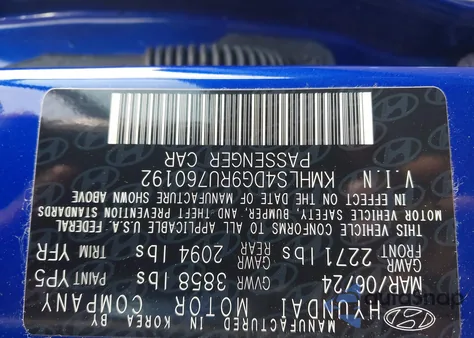 MANUFACTURED BY
HYUNDAI MOTOR COMPANY
IN KOREA
MAR/06/24 GVWR 3858 lbs PAINT YP5
GAWR FRONT 2271 lbs GAWR REAR 2094 lbs TRIM YFR
THIS VEHICLE CONFORMS TO ALL APPLICABLE U.S.A. FEDERAL
MOTOR VEHICLE SAFETY, BUMPER, AND THEFT PREVENTION STANDARDS
IN EFFECT ON THE DATE OF MANUFACTURE SHOWN ABOVE
V.I.N KMHLS4DG9RU760192
PASSENGER CAR
autosnap